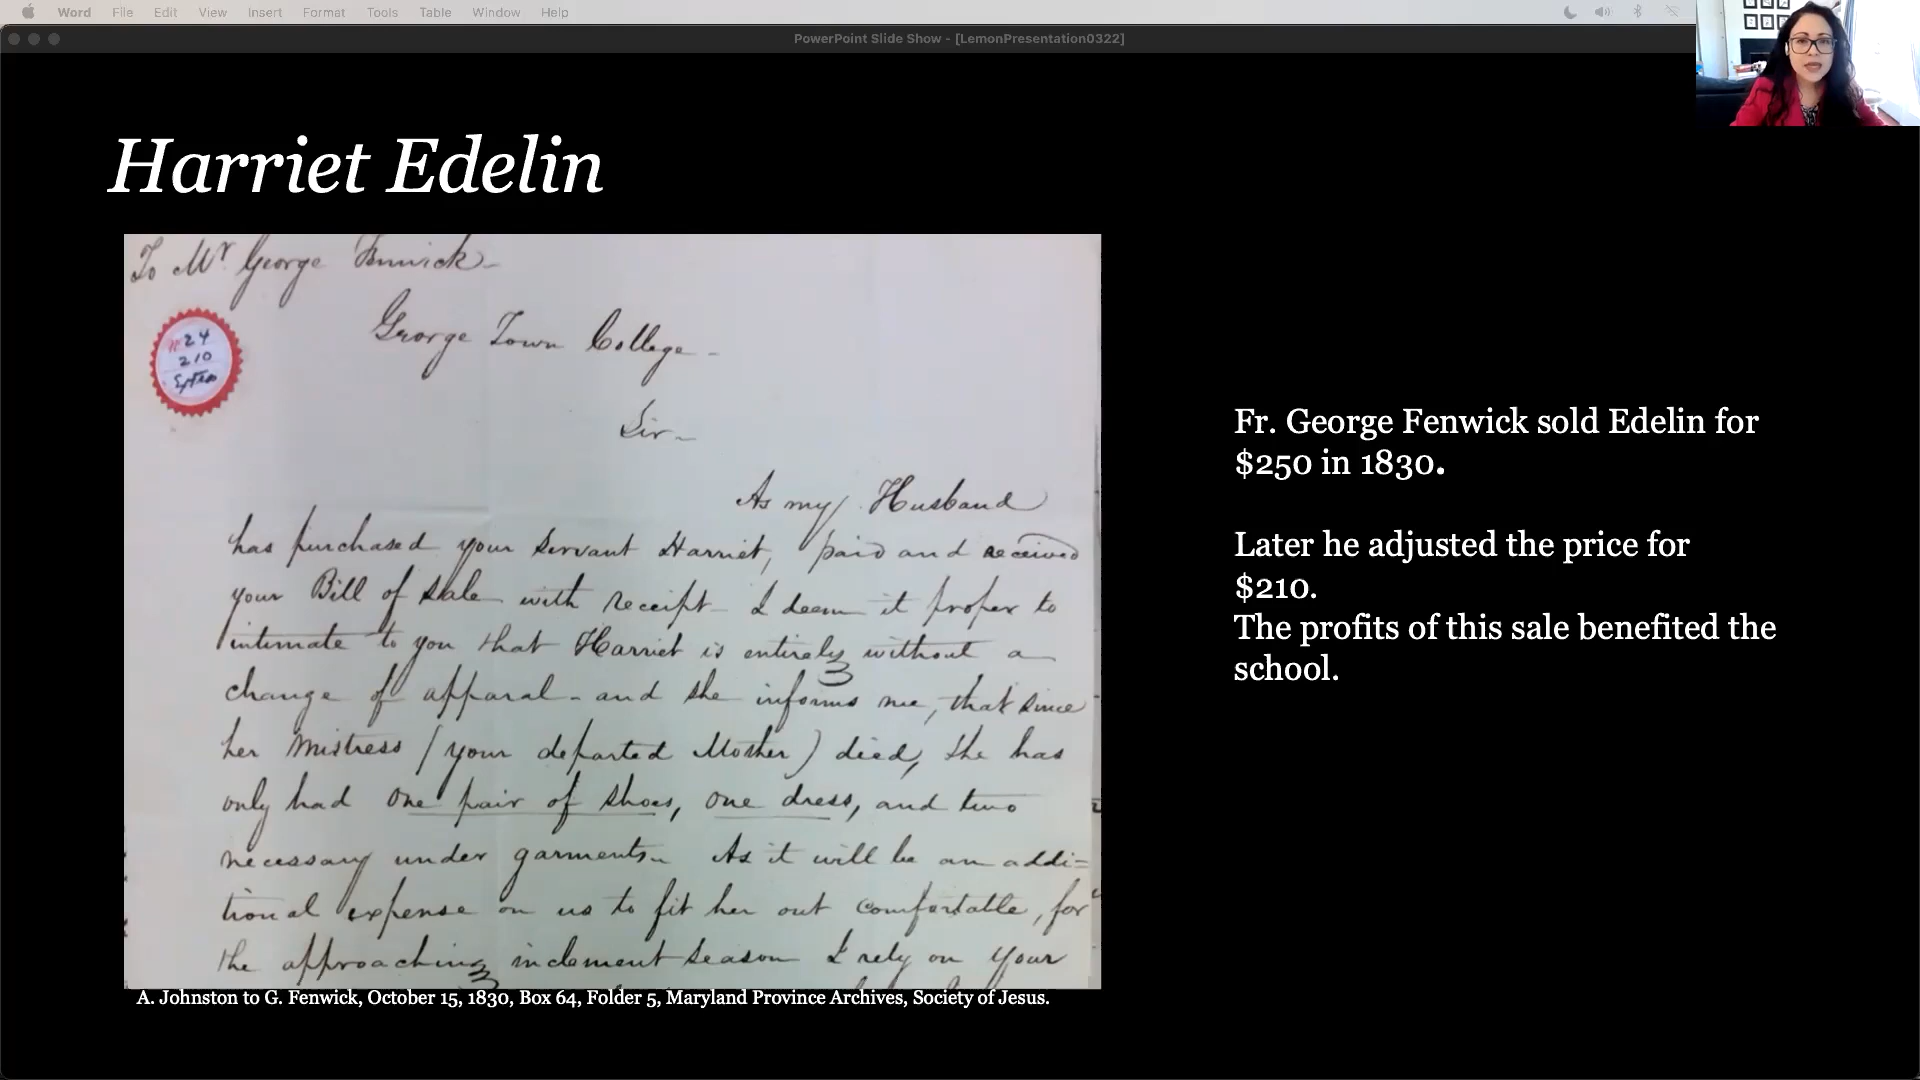 Word File Edit View Insert Format Tools Table Window Help
PowerPoint Slide Show - [LemonPresentation0322]
Harriet Edelin
To Mr George Fenwick -
George Town College -
Sir -
As my Husband
has purchased your servant Harriet, paid and received
your Bill of sale with receipt - I deem it proper to
intimate to you that Harriet is entirely without a
change of apparal - and she informs me, that since
her Mistress (your departed Mother) died, she has
only had one pair of shoes, one dress, and two
necessary under garments - As it will be an addi=
tional expense on us to fit her out comfortable, for
the approaching inclement season I rely on your
24
210
A. Johnston to G. Fenwick, October 15, 1830, Box 64, Folder 5, Maryland Province Archives, Society of Jesus.
Fr. George Fenwick sold Edelin for
$250 in 1830.
Later he adjusted the price for
$210.
The profits of this sale benefited the
school.